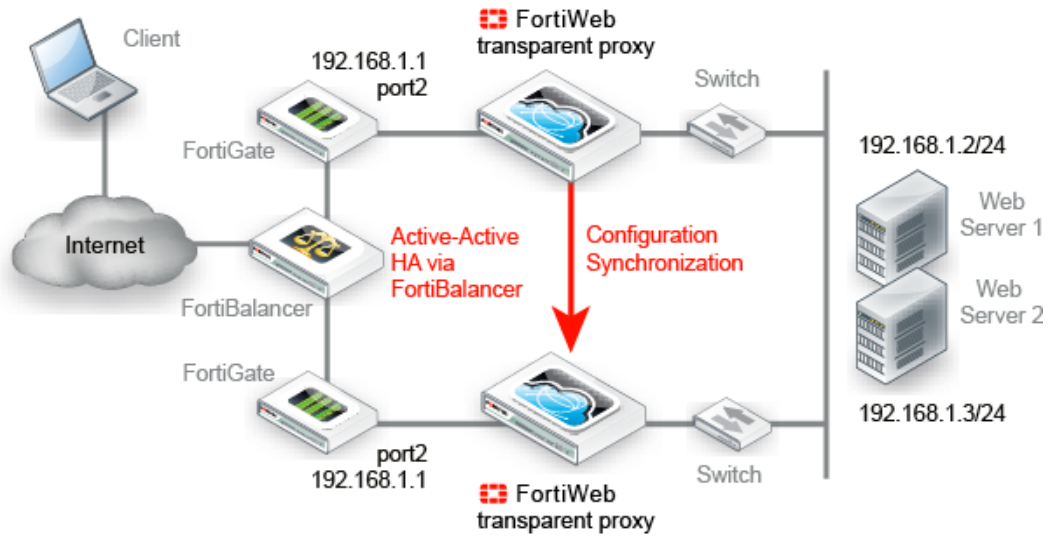 Client
FortiWeb
transparent proxy
192.168.1.1
port2
Switch
FortiGate
192.168.1.2/24
Web
Server 1
Internet
Active-Active
HA via
FortiBalancer
Configuration
Synchronization
FortiBalancer
Web
Server 2
FortiGate
192.168.1.3/24
port2
192.168.1.1
Switch
FortiWeb
transparent proxy